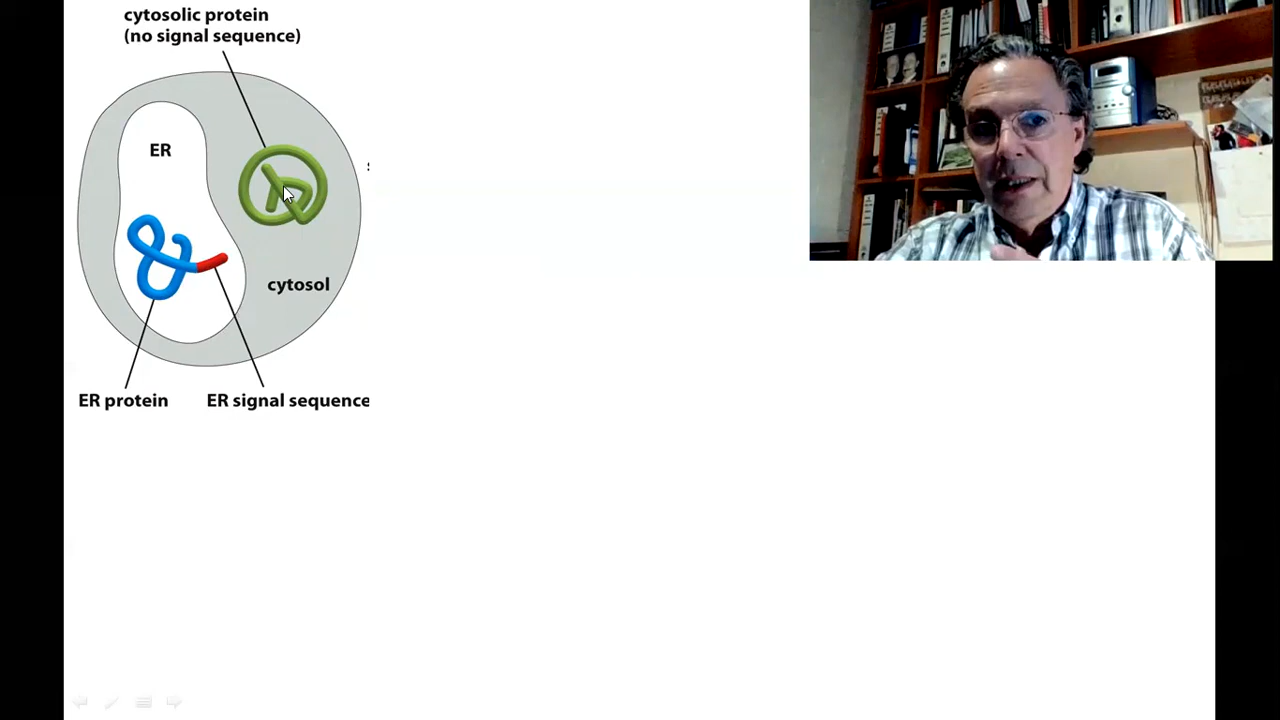 cytosolic protein
(no signal sequence)
ER
cytosol
ER protein
ER signal sequence